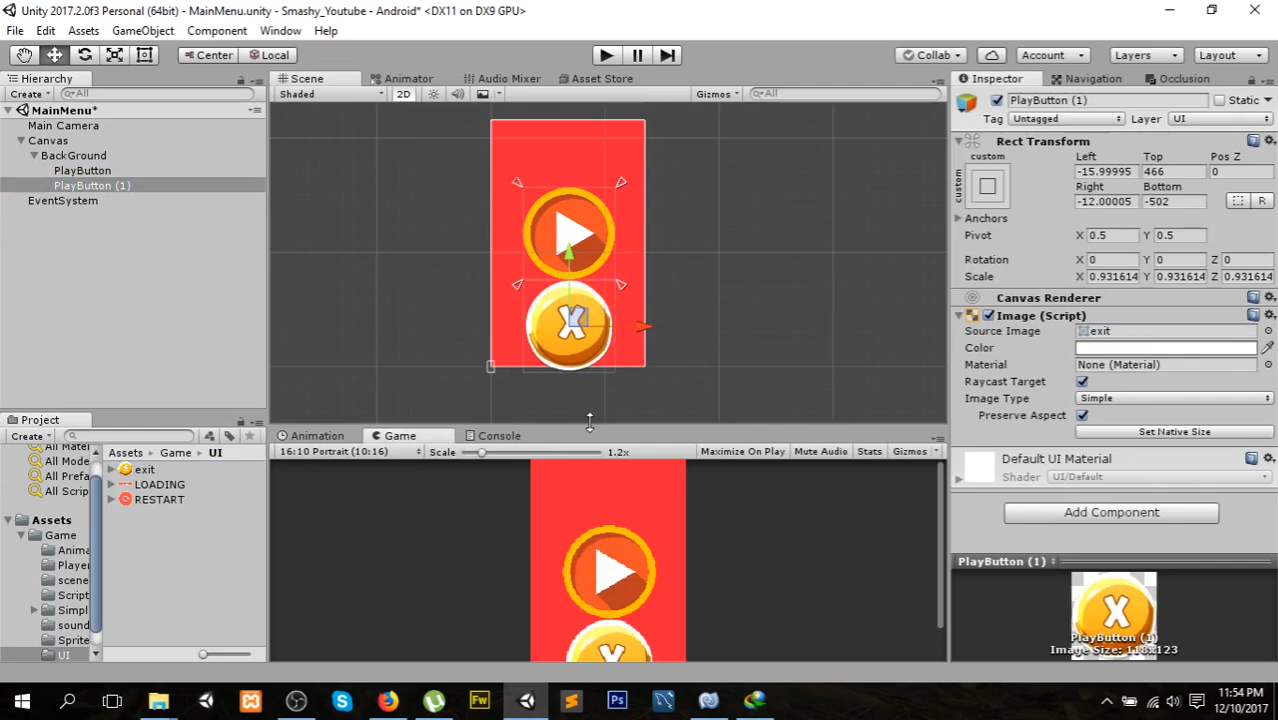 Unity 2017.2.0f3 Personal (64bit) - MainMenu.unity - Smashy_Youtube - Android* <DX11 on DX9 GPU>
File Edit Assets GameObject Component Window Help
Center Local Collab Account Layers Layout
Hierarchy
Create All
MainMenu*
Main Camera
Canvas
BackGround
PlayButton
PlayButton (1)
EventSystem
Scene Animator Audio Mixer Asset Store
Shaded 2D Gizmos All
X
Inspector Navigation Occlusion
PlayButton (1) Static
Tag Untagged Layer UI
Rect Transform
custom Left Top Pos Z
custom -15.99995 466 0
Right Bottom
-12.00005 -502 R
Anchors
Pivot X 0.5 Y 0.5
Rotation X 0 Y 0 Z 0
Scale X 0.931614 Y 0.931614 Z 0.931614
Canvas Renderer
Image (Script)
Source Image exit
Color
Material None (Material)
Raycast Target
Image Type Simple
Preserve Aspect
Set Native Size
Default UI Material
Shader UI/Default
Add Component
PlayButton (1)
X
PlayButton (1)
Image Size: 118x123
Project
Create
All Mate
All Mode
All Prefa
All Scrip
Assets
Game
Anima
Player
scene
Script
Simpl
sound
Sprite
UI
Assets Game UI
exit
LOADING
RESTART
Animation Game Console
16:10 Portrait (10:16) Scale 1.2x Maximize On Play Mute Audio Stats Gizmos
Fw Ps
11:54 PM
12/10/2017